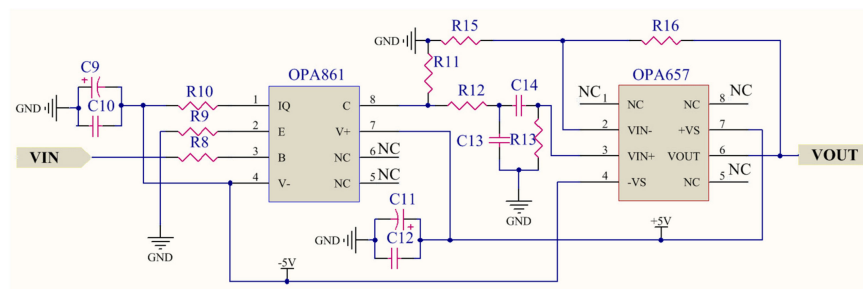 R15
R16
GND
C9
R11
OPA861
OPA657
C10
R10
R12
C14
NC
1
NC
NC
8
NC
GND
1
IQ
C
8
R9
2
E
V+
7
C13
R13
2
VIN-
+VS
7
VIN
R8
3
B
NC
6
NC
3
VIN+
VOUT
6
VOUT
4
V-
NC
5
NC
4
-VS
NC
5
NC
C11
GND
+5V
GND
C12
GND
-5V